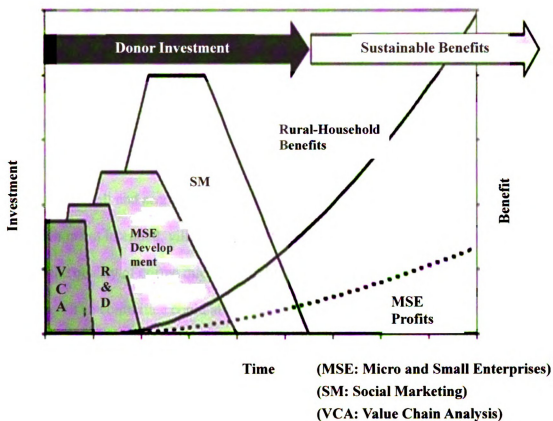 Donor Investment
Sustainable Benefits
Rural-Household
Benefits
SM
MSE
Develop
ment
V
C
A
R
&
D
MSE
Profits
Investment
Benefit
Time
(MSE: Micro and Small Enterprises)
(SM: Social Marketing)
(VCA: Value Chain Analysis)